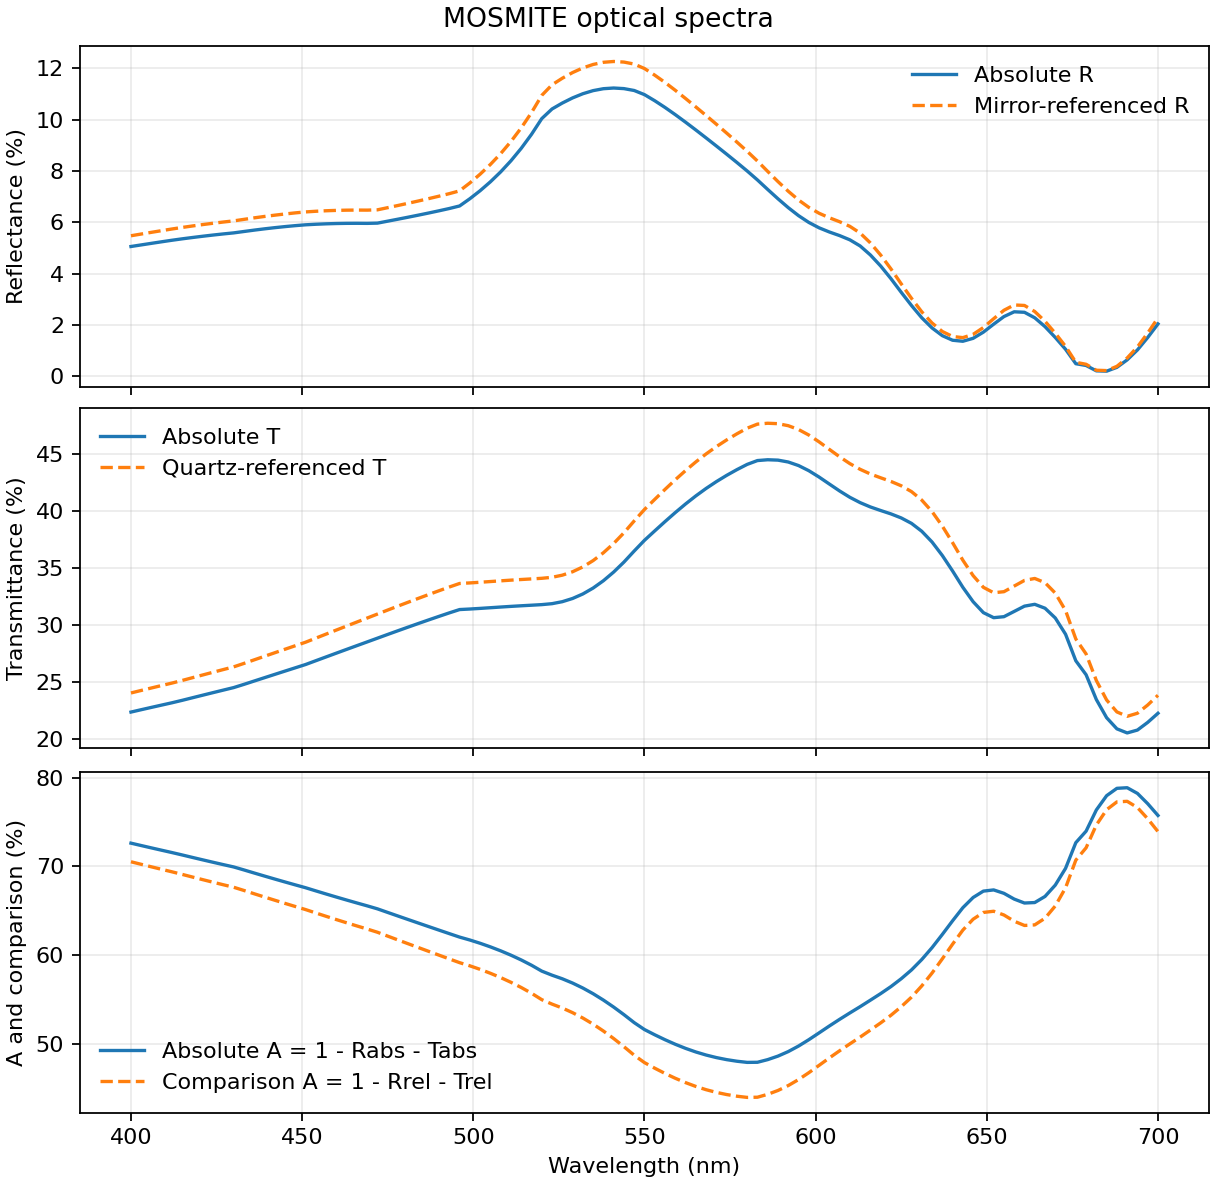 MOSMITE optical spectra
12
10
8
6
4
2
0
Reflectance (%)
Absolute R
Mirror-referenced R
45
40
35
30
25
20
Transmittance (%)
Absolute T
Quartz-referenced T
80
70
60
50
A and comparison (%)
Absolute A = 1 - Rabs - Tabs
Comparison A = 1 - Rrel - Trel
400 450 500 550 600 650 700
Wavelength (nm)